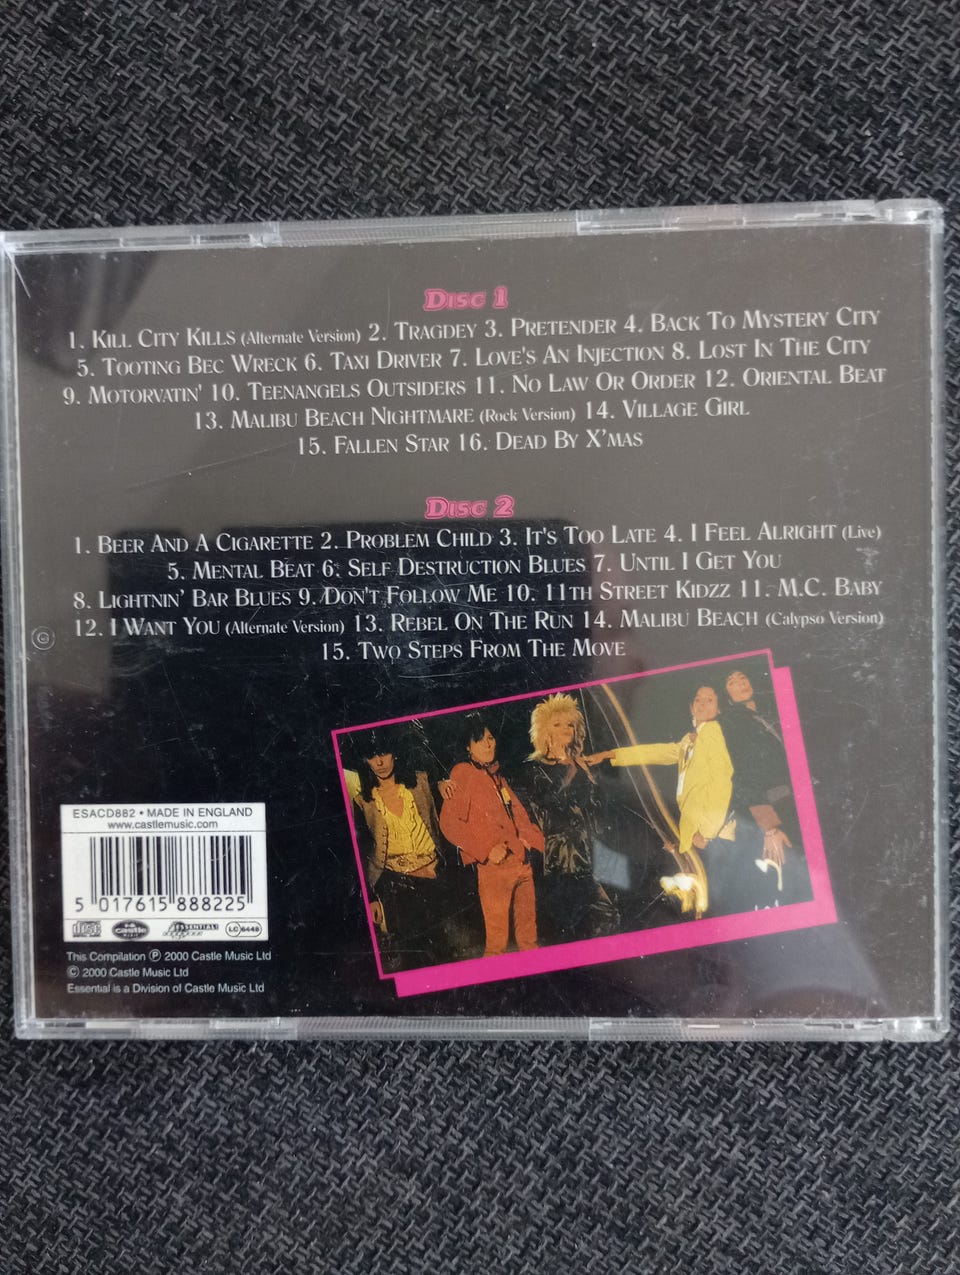 DISC 1
1. KILL CITY KILLS (Alternate Version) 2. TRAGDEY 3. PRETENDER 4. BACK TO MYSTERY CITY
5. TOOTING BEC WRECK 6. TAXI DRIVER 7. LOVE'S AN INJECTION 8. LOST IN THE CITY
9. MOTORVATIN' 10. TEENANGELS OUTSIDERS 11. NO LAW OR ORDER 12. ORIENTAL BEAT
13. MALIBU BEACH NIGHTMARE (Rock Version) 14. VILLAGE GIRL
15. FALLEN STAR 16. DEAD BY X'MAS
DISC 2
1. BEER AND A CIGARETTE 2. PROBLEM CHILD 3. IT'S TOO LATE 4. I FEEL ALRIGHT (Live)
5. MENTAL BEAT 6. SELF DESTRUCTION BLUES 7. UNTIL I GET YOU
8. LIGHTNIN' BAR BLUES 9. DON'T FOLLOW ME 10. 11TH STREET KIDZZ 11. M.C. BABY
12. I WANT YOU (Alternate Version) 13. REBEL ON THE RUN 14. MALIBU BEACH (Calypso Version)
15. TWO STEPS FROM THE MOVE
ESACD882 • MADE IN ENGLAND
www.castlemusic.com
5 017615 888225
disc castle MUSIC ESSENTIAL! LC 6448
This Compilation ℗ 2000 Castle Music Ltd
© 2000 Castle Music Ltd
Essential is a Division of Castle Music Ltd